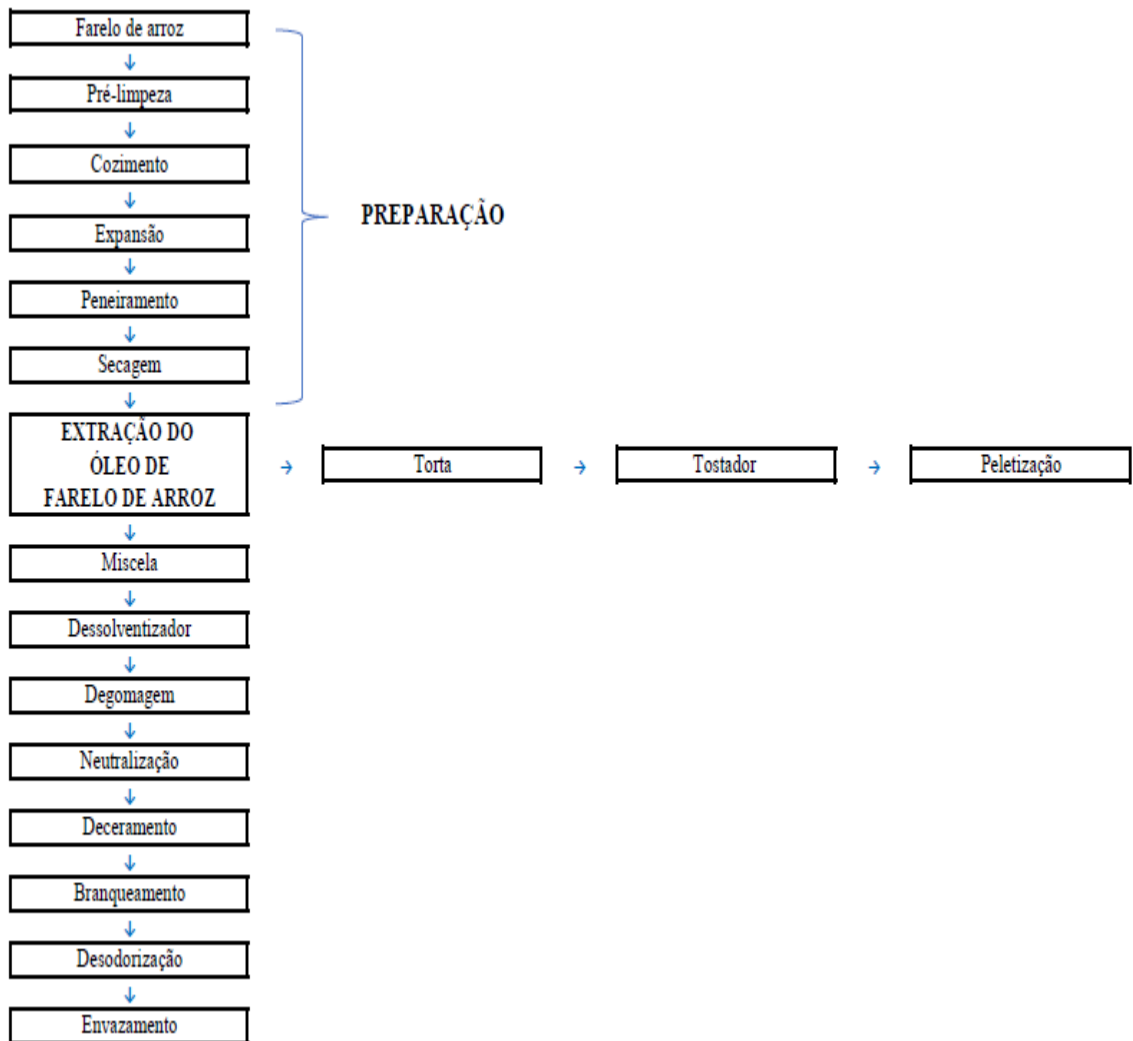 Farelo de arroz
Pré-limpeza
Cozimento
Expansão
PREPARAÇÃO
Peneiramento
Secagem
EXTRAÇÃO DO
ÓLEO DE
FARELO DE ARROZ
Torta
Tostador
Peletização
Miscela
Dessolventizador
Degomagem
Neutralização
Deceramento
Branqueamento
Desodorização
Envazamento